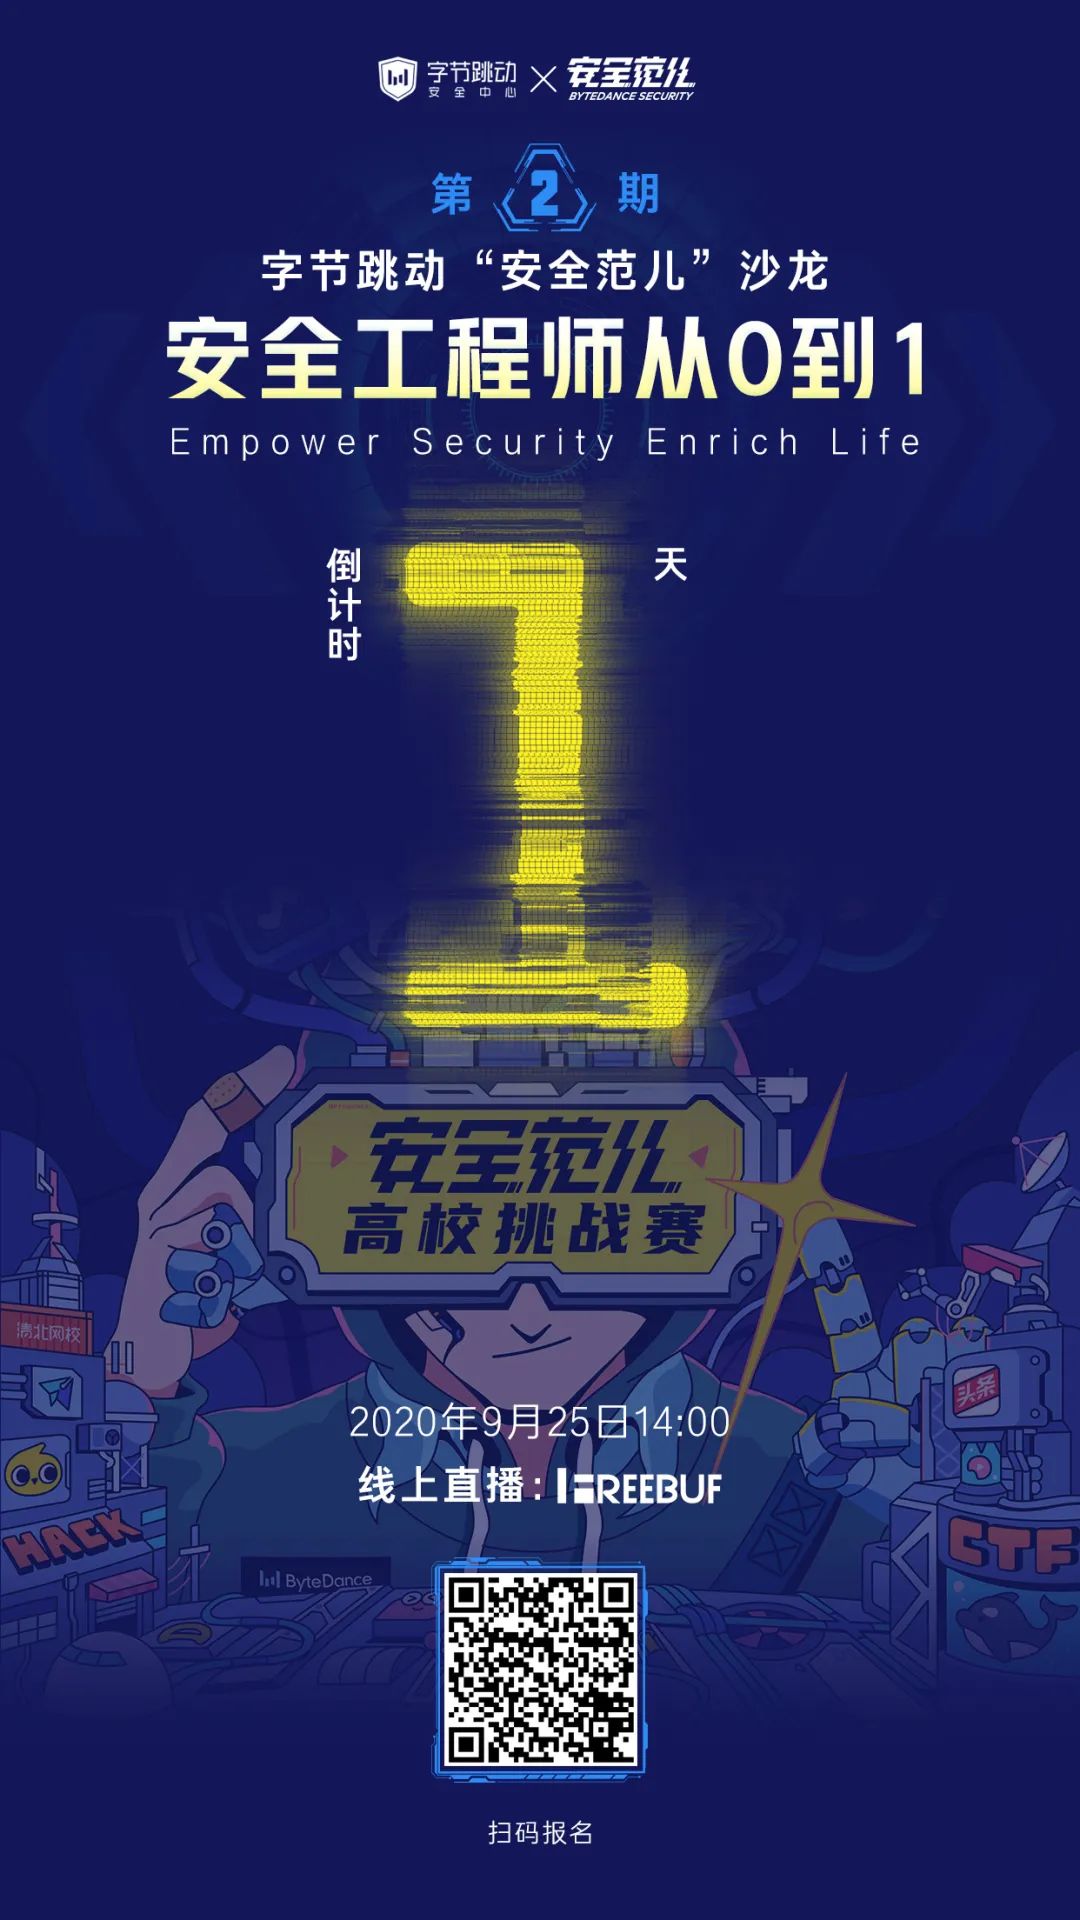 字节跳动
安全中心
安全范儿
BYTEDANCE SECURITY
第2期
字节跳动“安全范儿”沙龙
安全工程师从0到1
Empower Security Enrich Life
倒计时
1
天
安全范儿
高校挑战赛
清北网校
头条
2020年9月25日14:00
线上直播：FREEBUF
HACK
CTF
ByteDance
扫码报名